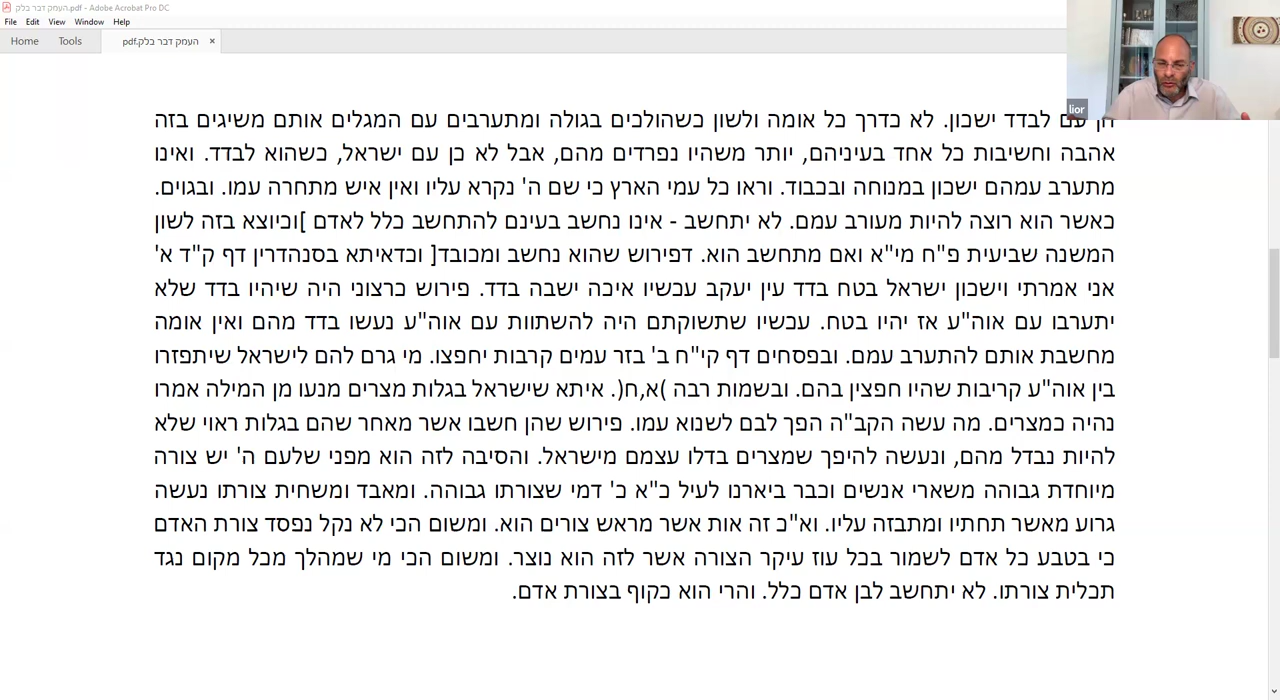 העמק דבר בלק.pdf - Adobe Acrobat Pro DC
File Edit View Window Help
Home Tools העמק דבר בלק.pdf ×
lior
הן עם לבדד ישכון. לא כדרך כל אומה ולשון כשהולכים בגולה ומתערבים עם המגלים אותם משיגים בזה
אהבה וחשיבות כל אחד בעיניהם, יותר משהיו נפרדים מהם, אבל לא כן עם ישראל, כשהוא לבדד. ואינו
מתערב עמהם ישכון במנוחה ובכבוד. וראו כל עמי הארץ כי שם ה' נקרא עליו ואין איש מתחרה עמו. ובגוים.
כאשר הוא רוצה להיות מעורב עמם. לא יתחשב - אינו נחשב בעינם להתחשב כלל לאדם ]וכיוצא בזה לשון
המשנה שביעית פ"ח מי"א ואם מתחשב הוא. דפירוש שהוא נחשב ומכובד[ וכדאיתא בסנהדרין דף ק"ד א'
אני אמרתי וישכון ישראל בטח בדד עין יעקב עכשיו איכה ישבה בדד. פירוש כרצוני היה שיהיו בדד שלא
יתערבו עם אוה"ע אז יהיו בטח. עכשיו שתשוקתם היה להשתוות עם אוה"ע נעשו בדד מהם ואין אומה
מחשבת אותם להתערב עמם. ובפסחים דף קי"ח ב' בזר עמים קרבות יחפצו. מי גרם להם לישראל שיתפזרו
בין אוה"ע קריבות שהיו חפצין בהם. ובשמות רבה )א,ח(. איתא שישראל בגלות מצרים מנעו מן המילה אמרו
נהיה כמצרים. מה עשה הקב"ה הפך לבם לשנוא עמו. פירוש שהן חשבו אשר מאחר שהם בגלות ראוי שלא
להיות נבדל מהם, ונעשה להיפך שמצרים בדלו עצמם מישראל. והסיבה לזה הוא מפני שלעם ה' יש צורה
מיוחדת גבוהה משארי אנשים וכבר ביארנו לעיל כ"א כ' דמי שצורתו גבוהה. ומאבד ומשחית צורתו נעשה
גרוע מאשר תחתיו ומתבזה עליו. וא"כ זה אות אשר מראש צורים הוא. ומשום הכי לא נקל נפסד צורת האדם
כי בטבע כל אדם לשמור בכל עוז עיקר הצורה אשר לזה הוא נוצר. ומשום הכי מי שמהלך מכל מקום נגד
תכלית צורתו. לא יתחשב לבן אדם כלל. והרי הוא כקוף בצורת אדם.